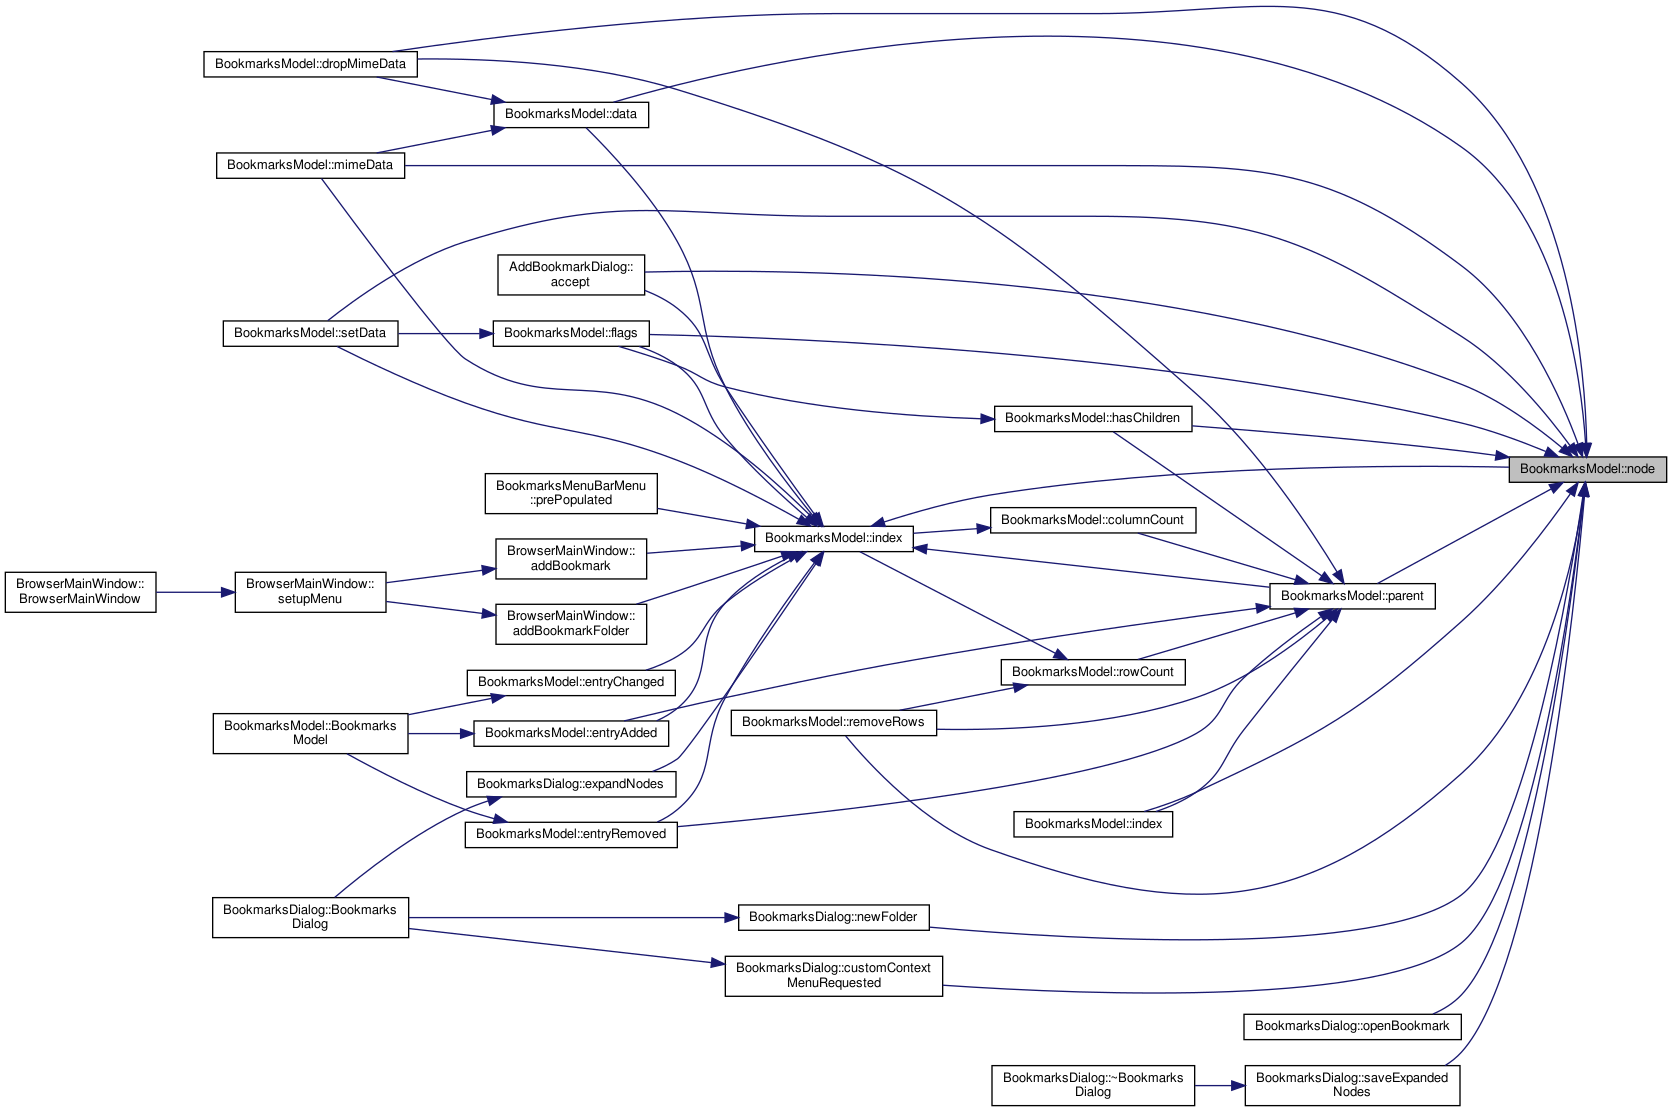 BookmarksModel::dropMimeData
BookmarksModel::data
BookmarksModel::mimeData
AddBookmarkDialog::
accept
BookmarksModel::setData
BookmarksModel::flags
BookmarksModel::hasChildren
BookmarksModel::node
BookmarksMenuBarMenu
::prePopulated
BookmarksModel::columnCount
BookmarksModel::index
BrowserMainWindow::
addBookmark
BrowserMainWindow::
BrowserMainWindow
BrowserMainWindow::
setupMenu
BookmarksModel::parent
BrowserMainWindow::
addBookmarkFolder
BookmarksModel::rowCount
BookmarksModel::entryChanged
BookmarksModel::removeRows
BookmarksModel::Bookmarks
Model
BookmarksModel::entryAdded
BookmarksDialog::expandNodes
BookmarksModel::index
BookmarksModel::entryRemoved
BookmarksDialog::Bookmarks
Dialog
BookmarksDialog::newFolder
BookmarksDialog::customContext
MenuRequested
BookmarksDialog::openBookmark
BookmarksDialog::~Bookmarks
Dialog
BookmarksDialog::saveExpanded
Nodes